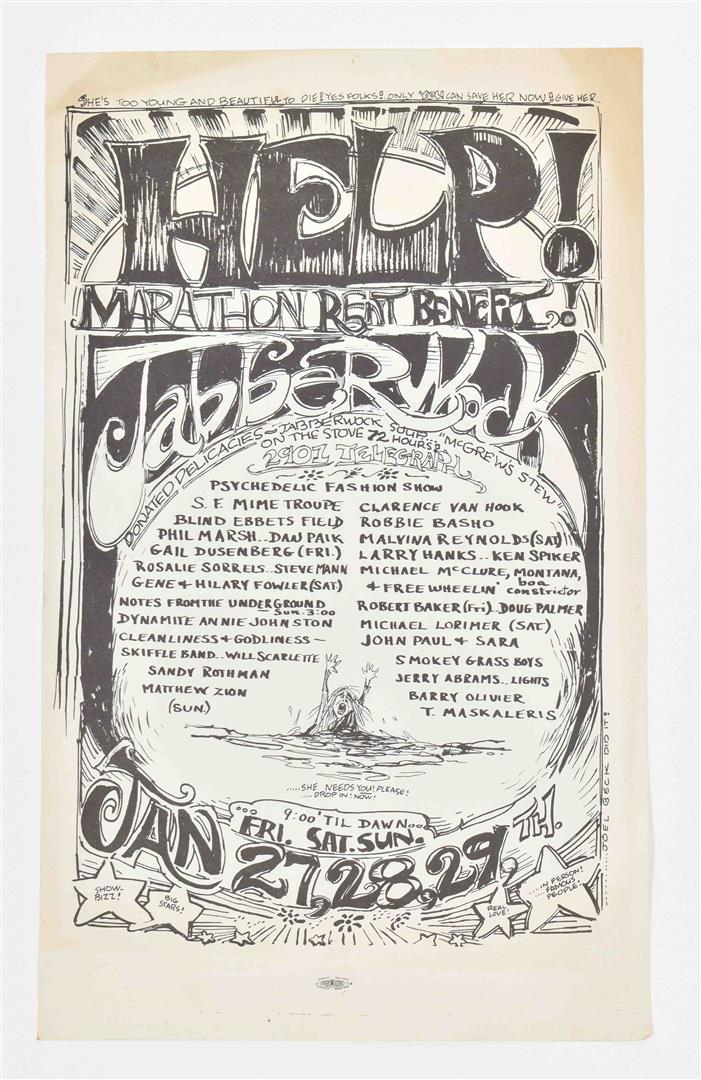 SHE'S TOO YOUNG AND BEAUTIFUL TO DIE! YES FOLKS! ONLY YOU CAN SAVE HER NOW! GIVE HER..
HELP!
MARATHON RENT BENEFIT!
JABBERWOCK
DONATED DELICACIES~JABBERWOCK SOUP.. "McGREW'S STEW"
ON THE STOVE 72 HOURS!
2901 TELEGRAPH
PSYCHEDELIC FASHION SHOW
S.F. MIME TROUPE
BLIND EBBETS FIELD
PHIL MARSH..DAN PAIK
GAIL DUSENBERG (FRI.)
ROSALIE SORRELS..STEVE MANN
GENE & HILARY FOWLER (SAT.)
NOTES FROM THE UNDERGROUND
—SUN. 3:00
DYNAMITE ANNIE JOHNSTON
CLEANLINESS & GODLINESS—
SKIFFLE BAND..WILL SCARLETTE
SANDY ROTHMAN
MATTHEW ZION
(SUN.)
CLARENCE VAN HOOK
ROBBIE BASHO
MALVINA REYNOLDS (SAT)
LARRY HANKS..KEN SPIKER
MICHAEL McCLURE, MONTANA,
& FREE WHEELIN' boa constrictor
ROBERT BAKER (Fri)..DOUG PALMER
MICHAEL LORIMER (SAT)
JOHN PAUL & SARA
SMOKEY GRASS BOYS
JERRY ABRAMS..LIGHTS
BARRY OLIVIER
T. MASKALERIS
.....SHE NEEDS YOU! PLEASE!
....DROP IN! NOW!
9:00 'TIL DAWN...
FRI. SAT. SUN.
JAN 27, 28, 29, TH.
SHOW-
BIZZ!
BIG
STARS!
REAL
LOVE!
....IN PERSON!
FAMOUS
PEOPLE!
........JOEL BECK DID IT!